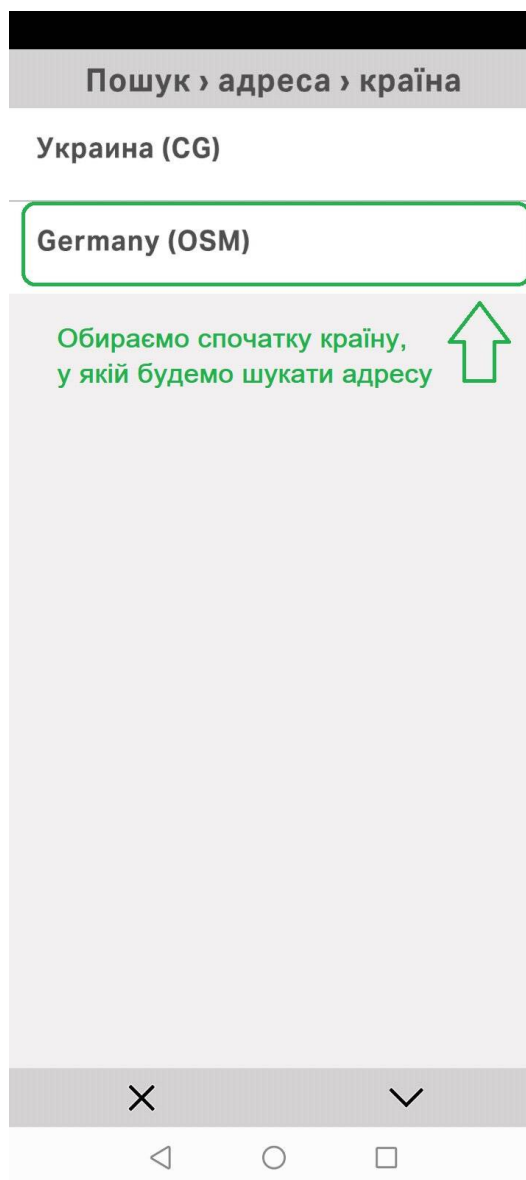 Пошук › адреса › країна
Украина (CG)
Germany (OSM)
Обираємо спочатку країну,
у якій будемо шукати адресу